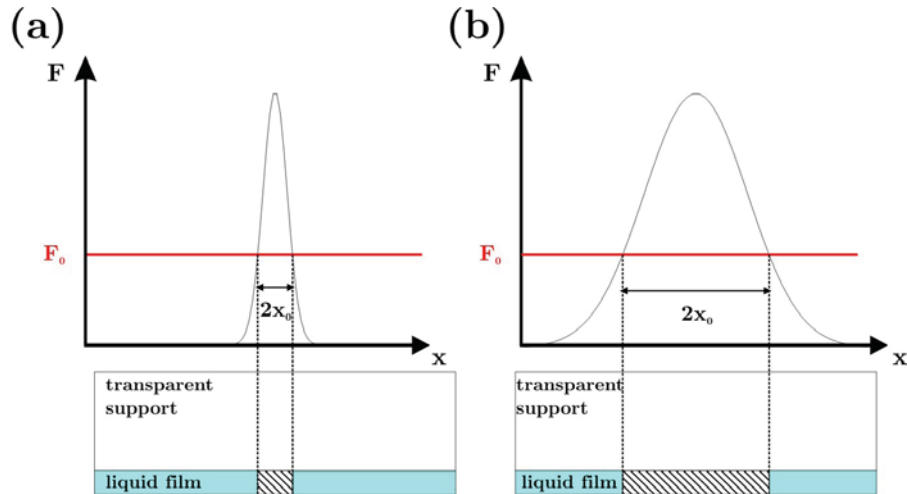 (a)
F
F₀
2x₀
x
transparent
support
liquid film
(b)
F
F₀
2x₀
x
transparent
support
liquid film